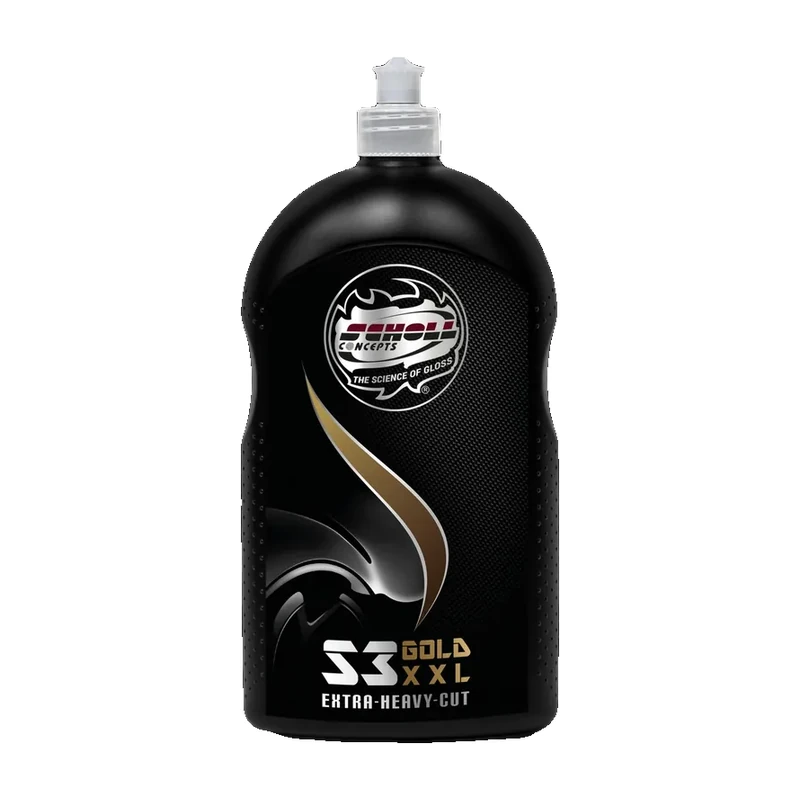 SCHOLL
CONCEPTS
THE SCIENCE OF GLOSS
®
S3 GOLD
XXL
EXTRA-HEAVY-CUT